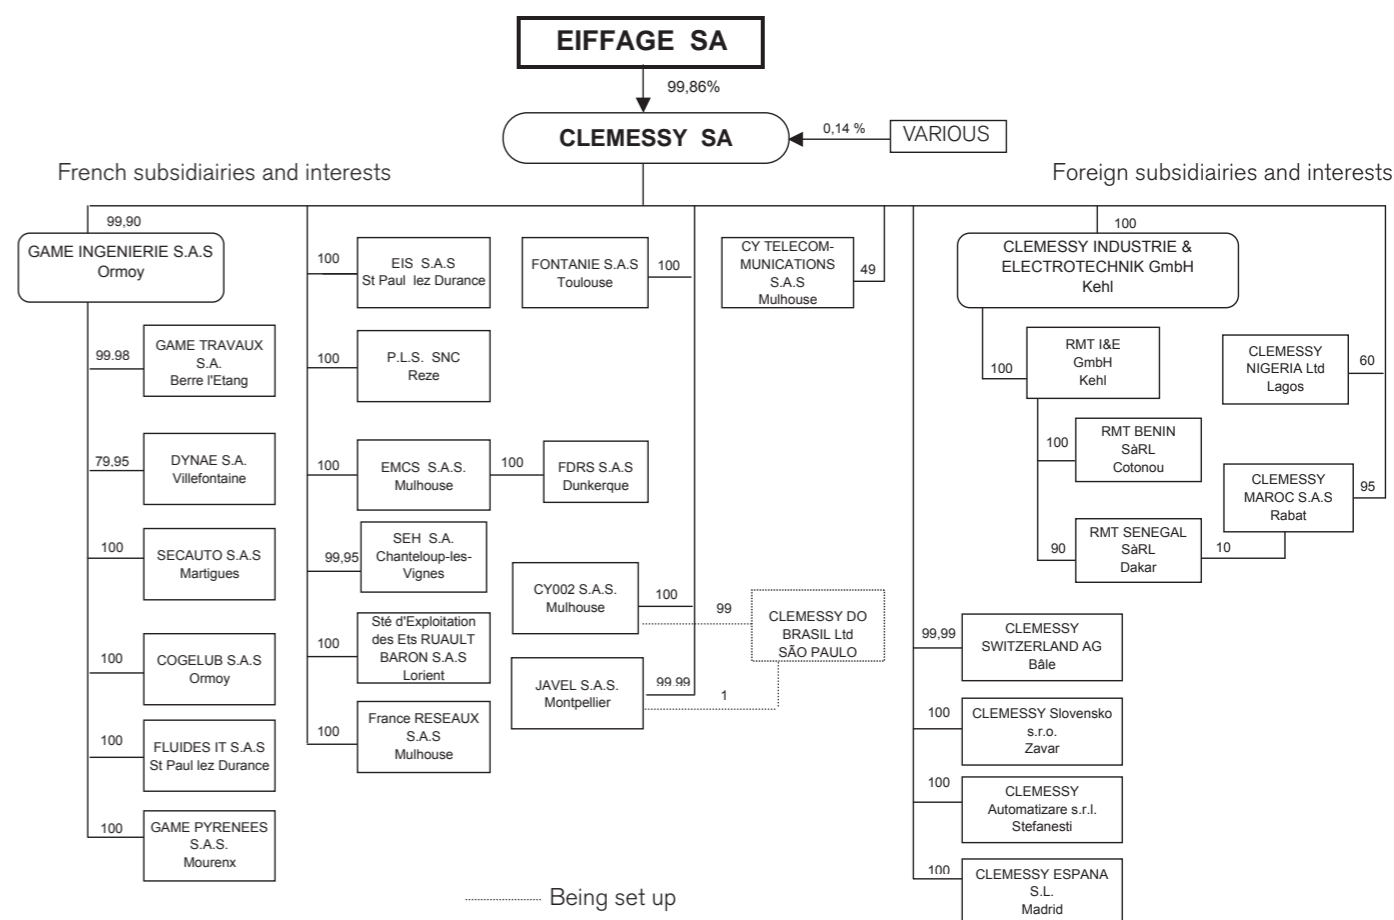 EIFFAGE SA
99,86%
CLEMESSY SA
0,14 %
VARIOUS
French subsidiairies and interests
Foreign subsidiairies and interests
99,90
GAME INGENIERIE S.A.S
Ormoy
99.98
GAME TRAVAUX
S.A.
Berre l'Etang
79,95
DYNAE S.A.
Villefontaine
100
SECAUTO S.A.S
Martigues
100
COGELUB S.A.S
Ormoy
100
FLUIDES IT S.A.S
St Paul lez Durance
100
GAME PYRENEES
S.A.S.
Mourenx
100
EIS S.A.S
St Paul lez Durance
100
P.L.S. SNC
Reze
100
EMCS S.A.S.
Mulhouse
100
FDRS S.A.S
Dunkerque
99,95
SEH S.A.
Chanteloup-les-
Vignes
100
Sté d'Exploitation
des Ets RUAULT
BARON S.A.S
Lorient
100
France RESEAUX
S.A.S
Mulhouse
FONTANIE S.A.S
Toulouse
100
CY002 S.A.S.
Mulhouse
100
99
JAVEL S.A.S.
Montpellier
99.99
1
CLEMESSY DO
BRASIL Ltd
SÃO PAULO
CY TELECOM-
MUNICATIONS
S.A.S
Mulhouse
49
100
CLEMESSY INDUSTRIE &
ELECTROTECHNIK GmbH
Kehl
100
RMT I&E
GmbH
Kehl
100
RMT BENIN
SàRL
Cotonou
90
RMT SENEGAL
SàRL
Dakar
10
CLEMESSY
NIGERIA Ltd
Lagos
60
CLEMESSY
MAROC S.A.S
Rabat
95
99,99
CLEMESSY
SWITZERLAND AG
Bâle
100
CLEMESSY Slovensko
s.r.o.
Zavar
100
CLEMESSY
Automatizare s.r.l.
Stefanesti
100
CLEMESSY ESPANA
S.L.
Madrid
Being set up